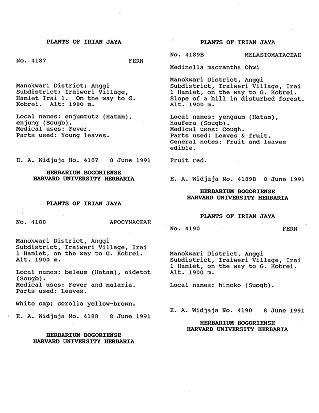 PLANTS OF IRIAN JAYA
No. 4187 FERN
Manokwari District; Anggi
Subdistrict; Iraiweri Village,
Hamlet Irai 1. On the way to G.
Kobrei. Alt: 1900 m.
Local names: enjumtutz (Hatam),
enjung (Sougb).
Medical uses: Fever.
Parts used: Young leaves.
E. A. Widjaja No. 4187 8 June 1991
HERBARIUM BOGORIENSE
HARVARD UNIVERSITY HERBARIA
PLANTS OF IRIAN JAYA
No. 4188 APOCYNACEAE
Manokwari District, Anggi
Subdistrict, Iraiweri Village, Irai
1 Hamlet, on the way to G. Kobrei.
Alt. 1900 m.
Local names: beleum (Hatam), sidetot
(Sougb).
Medical uses: Fever and malaria.
Parts used: Leaves.
White sap; corolla yellow-brown.
E. A. Widjaja No. 4188 8 June 1991
HERBARIUM BOGORIENSE
HARVARD UNIVERSITY HERBARIA
PLANTS OF IRIAN JAYA
No. 4189B MELASTOMATACEAE
Medinella macrantha Ohwi
Manokwari District, Anggi
Subdistrict, Iraiweri Village, Irai
1 Hamlet, on the way to G. Kobrei.
Slope of a hill in disturbed forest.
Alt. 1900 m.
Local names: yengaum (Hatam),
haufera (Sougb).
Medical uses: Cough.
Parts used: Leaves & fruit.
General notes: Fruit and leaves
edible.
Fruit red.
E. A. Widjaja No. 4189B 8 June 1991
HERBARIUM BOGORIENSE
HARVARD UNIVERSITY HERBARIA
PLANTS OF IRIAN JAYA
No. 4190 FERN
Manokwari District, Anggi
Subdistrict, Iraiweri Village, Irai
1 Hamlet, on the way to G. Kobrei.
Alt. 1900 m.
Local names: hinoko (Suogb).
E. A. Widjaja No. 4190 8 June 1991
HERBARIUM BOGORIENSE
HARVARD UNIVERSITY HERBARIA